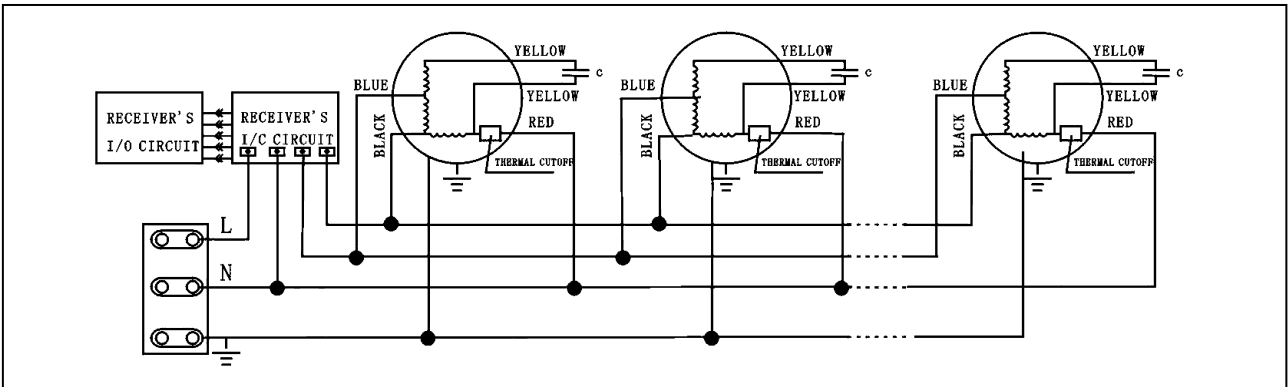 YELLOW
C
BLUE
YELLOW
RED
BLACK
THERMAL CUTOFF
YELLOW
C
BLUE
YELLOW
RED
BLACK
THERMAL CUTOFF
YELLOW
C
BLUE
YELLOW
RED
BLACK
THERMAL CUTOFF
RECEIVER'S
I/O CIRCUIT
RECEIVER'S
I/C CIRCUIT
L
N